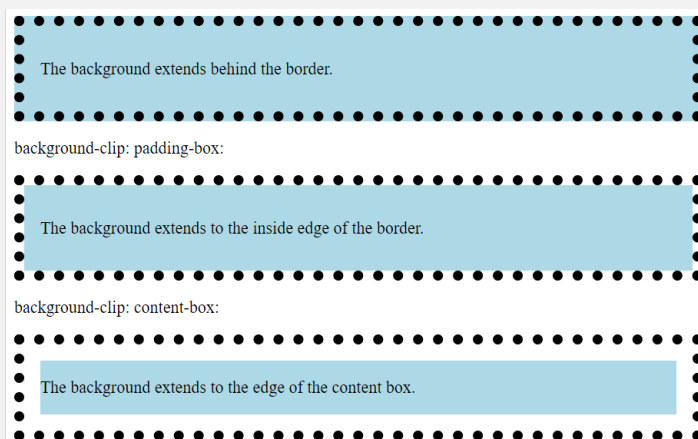 The background extends behind the border.
background-clip: padding-box:
The background extends to the inside edge of the border.
background-clip: content-box:
The background extends to the edge of the content box.